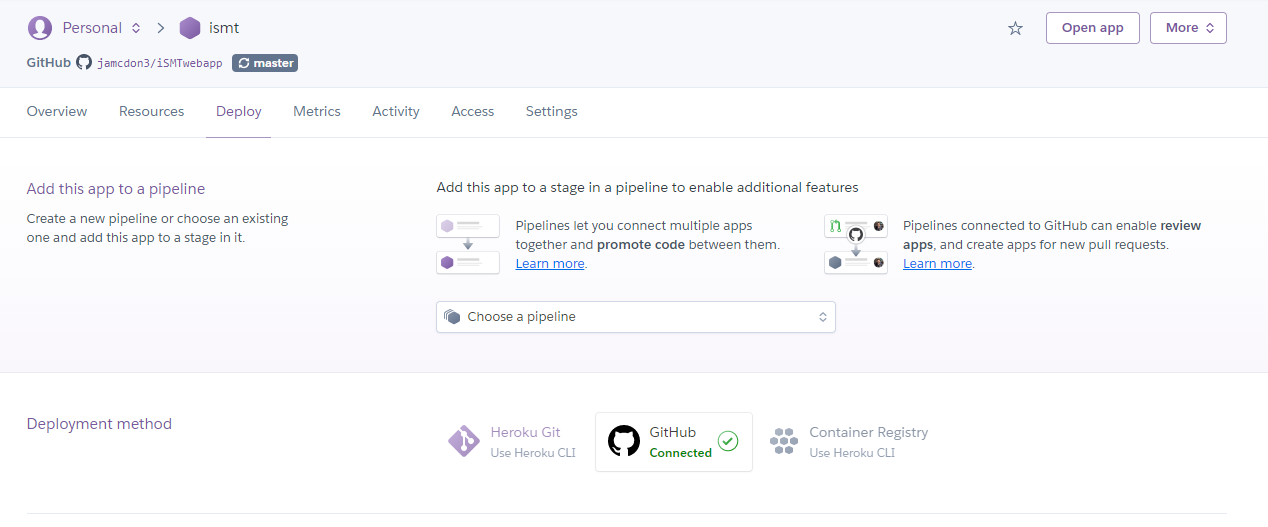 Personal ismt
Open app More
GitHub jamcdon3/iSMTwebapp master
Overview Resources Deploy Metrics Activity Access Settings
Add this app to a pipeline
Create a new pipeline or choose an existing
one and add this app to a stage in it.
Add this app to a stage in a pipeline to enable additional features
Pipelines let you connect multiple apps
together and promote code between them.
Learn more.
Pipelines connected to GitHub can enable review
apps, and create apps for new pull requests.
Learn more.
Choose a pipeline
Deployment method
Heroku Git
Use Heroku CLI
GitHub
Connected
Container Registry
Use Heroku CLI